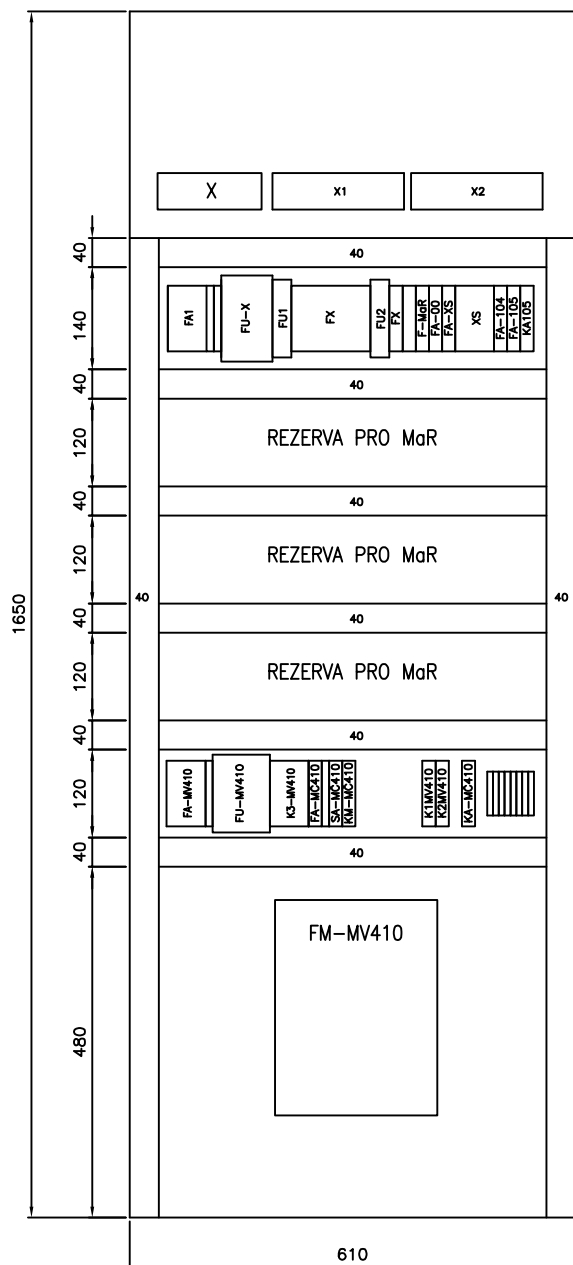 X
X1
X2
40
40
140
FA1
FU-X
FU1
FX
FU2
FX
F-MaR
FA-00
FA-XS
XS
FA-104
FA-105
KA105
40
40
120
REZERVA PRO MaR
40
40
120
REZERVA PRO MaR
1650
40
40
40
40
120
REZERVA PRO MaR
40
40
120
FA-MV410
FU-MV410
K3-MV410
FA-MC410
SA-MC410
KM-MC410
K1MV410
K2MV410
KA-MC410
40
40
480
FM-MV410
610